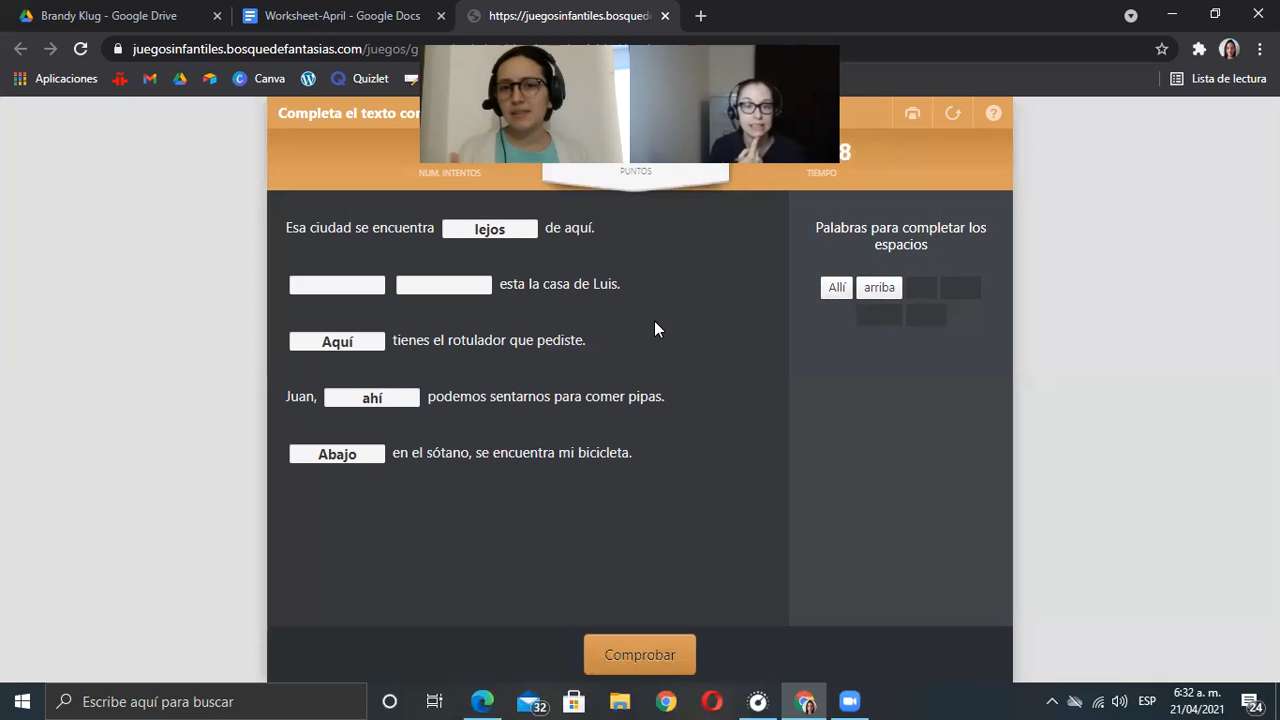 Brandy Klug - Google Drive
Worksheet-April - Google Docs
https://juegosinfantiles.bosquede
juegosinfantiles.bosquedefantasias.com/juegos/g
Aplicaciones
Canva
Quizlet
Lista de lectura
Completa el texto con
8
NUM. INTENTOS
PUNTOS
TIEMPO
Esa ciudad se encuentra lejos de aquí.
esta la casa de Luis.
Aquí tienes el rotulador que pediste.
Juan, ahí podemos sentarnos para comer pipas.
Abajo en el sótano, se encuentra mi bicicleta.
Palabras para completar los
espacios
Allí arriba
Comprobar
Escribe aquí para buscar
32
ESP
6:32 a. m.
21/04/2021
24